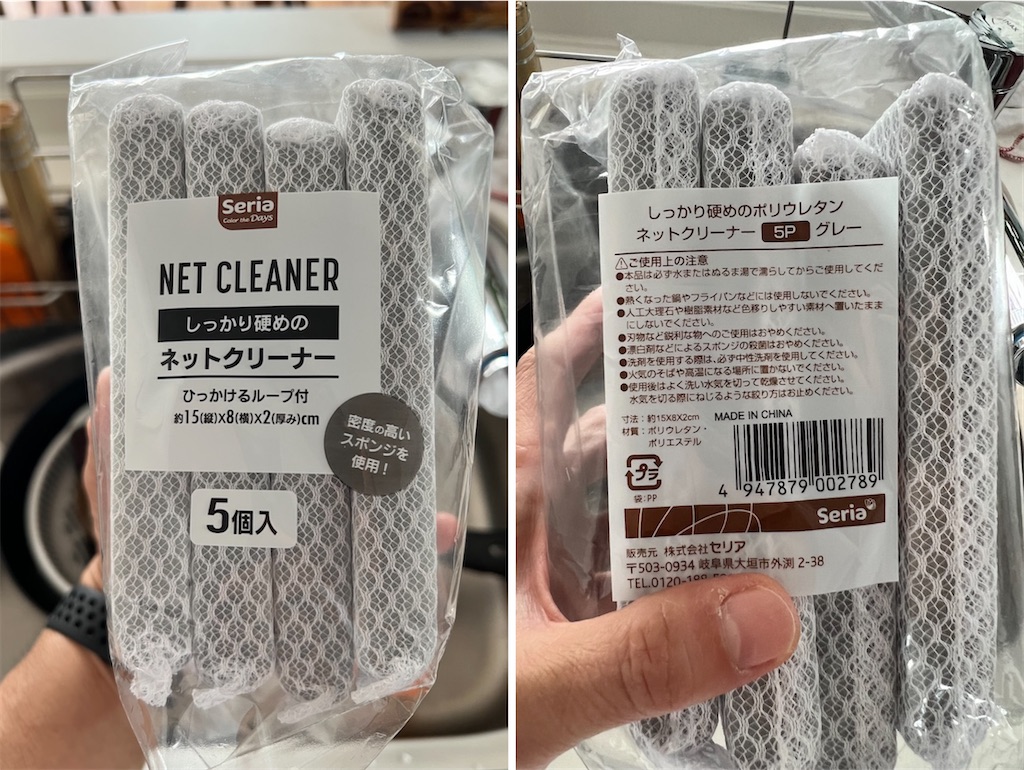 Seria
Color the Days
NET CLEANER
しっかり硬めの
ネットクリーナー
ひっかけるループ付
約15(縦)X8(横)X2(厚み)cm
密度の高い
スポンジを
使用!
5個入
しっかり硬めのポリウレタン
ネットクリーナー 5P グレー
⚠ご使用上の注意
●本品は必ず水またはぬるま湯で濡らしてからご使用してくだ
さい。
●熱くなった鍋やフライパンなどには使用しないでください。
●人工大理石や樹脂素材など色移りしやすい素材へ置いたまま
にしないでください。
●刃物など鋭利な物へのご使用はおやめください。
●漂白剤などによるスポンジの殺菌はおやめください。
●洗剤を使用する際は、必ず中性洗剤を使用してください。
●火気のそばや高温になる場所に置かないでください。
●使用後はよく洗い水気を切って乾燥させてください。
水気を切る際にねじるような絞り方はお止めください。
寸法:約15X8X2cm
MADE IN CHINA
材質:ポリウレタン・
ポリエステル
プラ
袋:PP
4 947879 002789
Seria
販売元 株式会社セリア
〒503-0934 岐阜県大垣市外渕 2-38
TEL.0120-188-